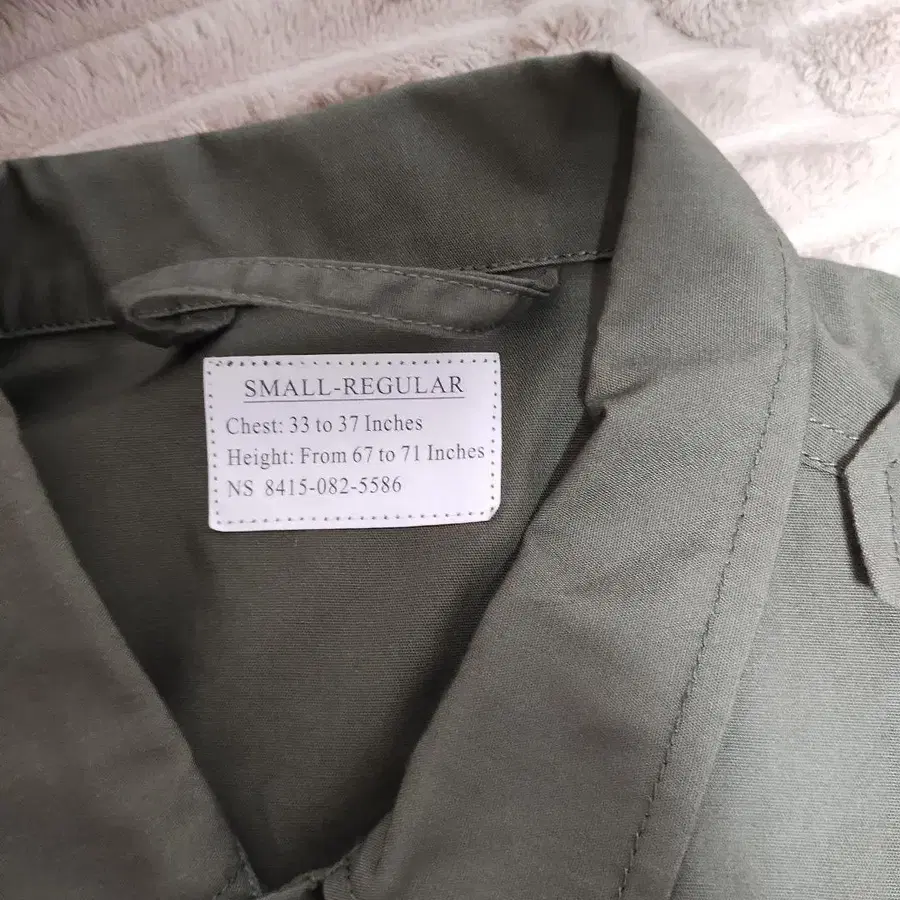 SMALL-REGULAR
Chest: 33 to 37 Inches
Height: From 67 to 71 Inches
NS 8415-082-5586